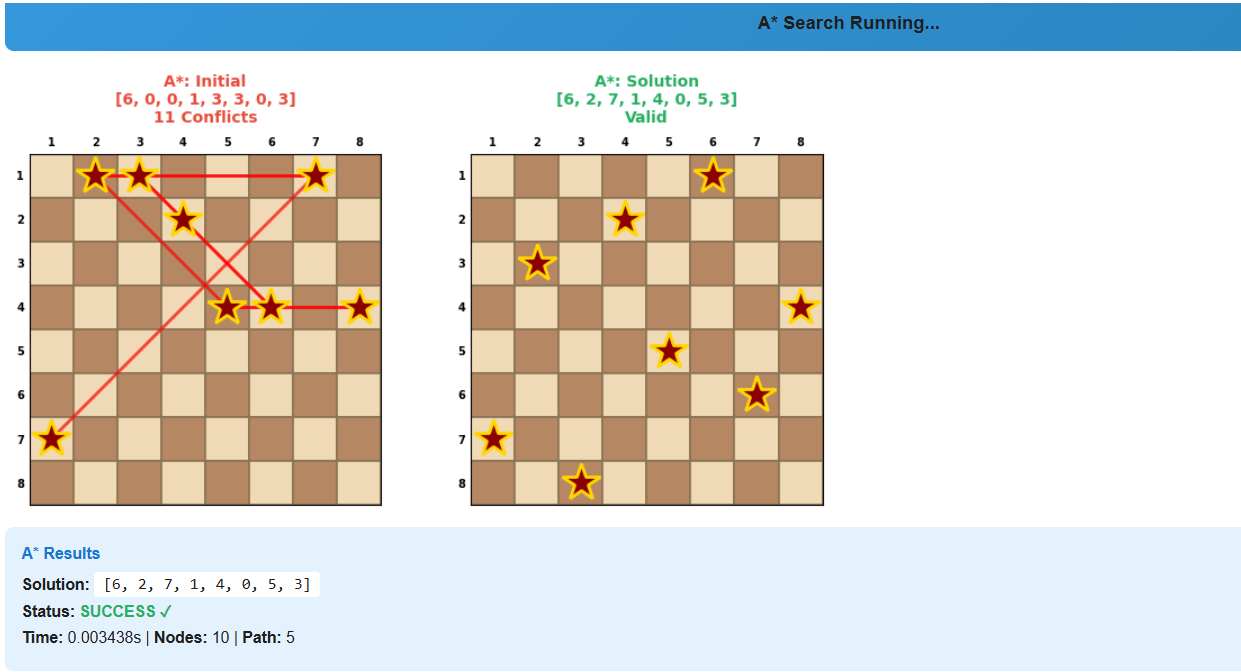 A* Search Running...
A*: Initial
[6, 0, 0, 1, 3, 3, 0, 3]
11 Conflicts
1 2 3 4 5 6 7 8
1
2
3
4
5
6
7
8
A*: Solution
[6, 2, 7, 1, 4, 0, 5, 3]
Valid
1 2 3 4 5 6 7 8
1
2
3
4
5
6
7
8
A* Results
Solution: [6, 2, 7, 1, 4, 0, 5, 3]
Status: SUCCESS ✓
Time: 0.003438s | Nodes: 10 | Path: 5